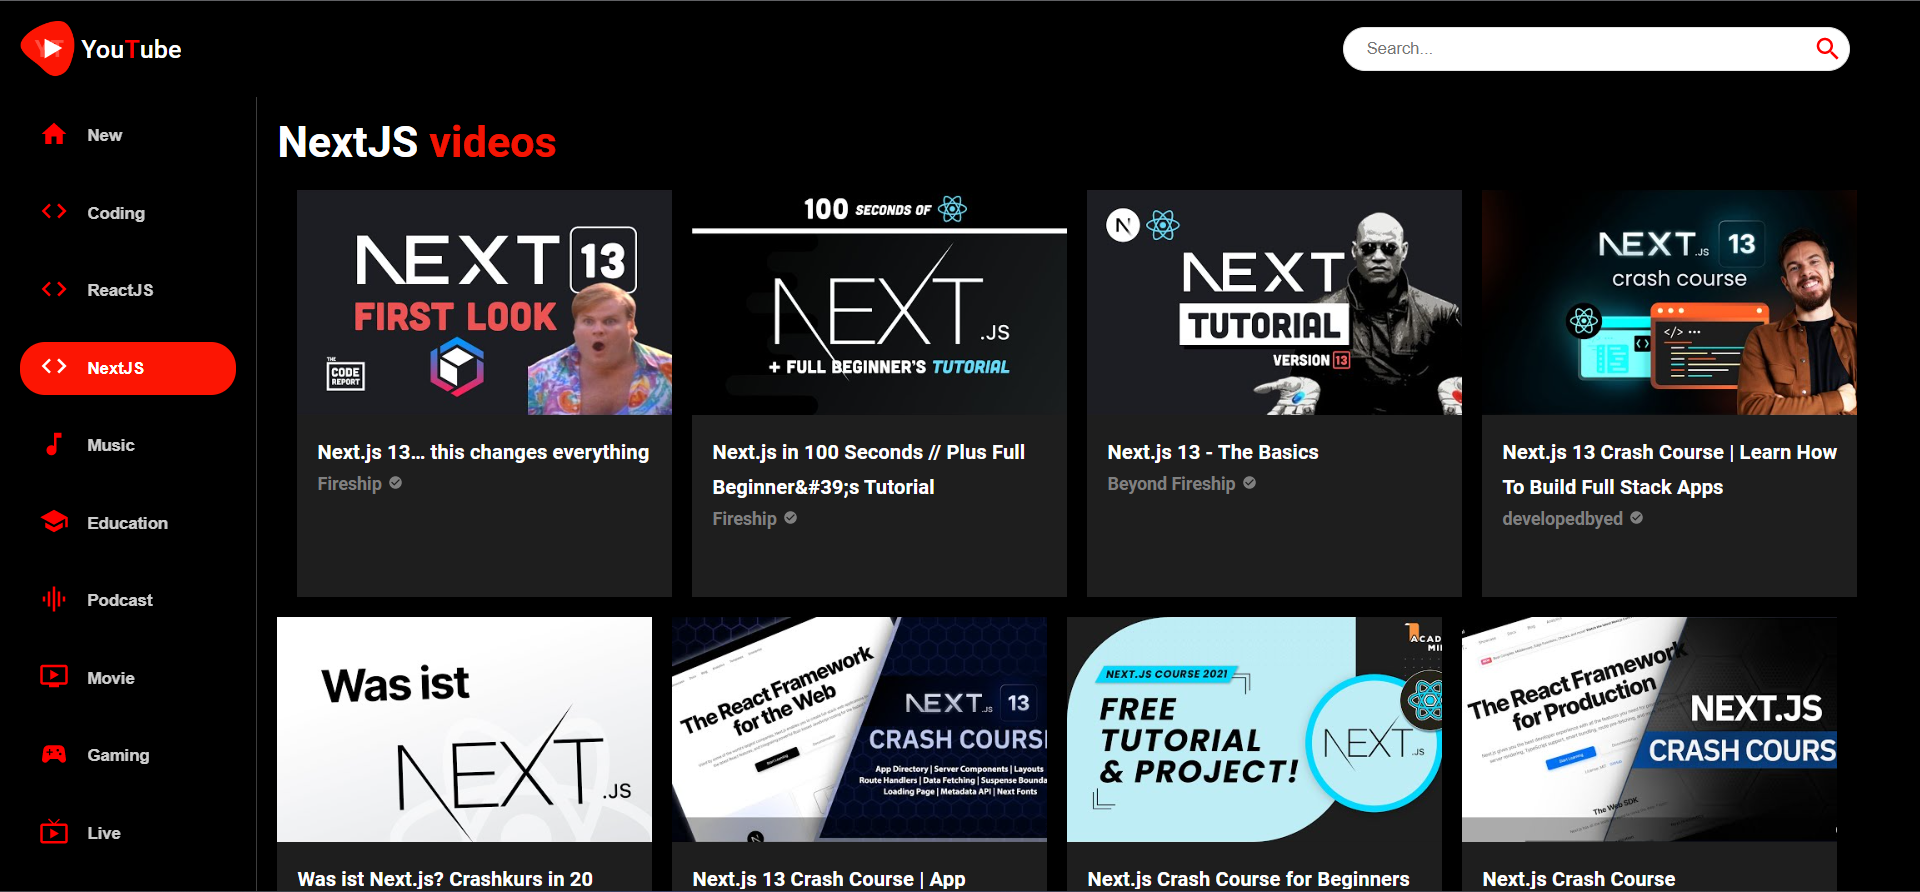 YouTube
Search...
New
Coding
ReactJS
NextJS
Music
Education
Podcast
Movie
Gaming
Live
NextJS videos
NEXT 13
FIRST LOOK
THE
CODE
REPORT
Next.js 13... this changes everything
Fireship
100 SECONDS OF
NEXT.JS
+ FULL BEGINNER'S TUTORIAL
Next.js in 100 Seconds // Plus Full
Beginner&#39;s Tutorial
Fireship
N
NEXT
TUTORIAL
VERSION 13
Next.js 13 - The Basics
Beyond Fireship
NEXT.JS 13
crash course
Next.js 13 Crash Course | Learn How
To Build Full Stack Apps
developedbyed
Was ist
NEXT.JS
Was ist Next.js? Crashkurs in 20
The React Framework
for the Web
NEXT.JS 13
CRASH COURS
App Directory | Server Components | Layouts
Route Handlers | Data Fetching | Suspense Bounda
Loading Page | Metadata API | Next Fonts
Next.js 13 Crash Course | App
ACAD
MI
NEXT.JS COURSE 2021
FREE
TUTORIAL
& PROJECT!
NEXT.JS
Next.js Crash Course for Beginners
The React Framework
for Production
NEXT.JS
CRASH COURS
The Web SDK
Next.js Crash Course